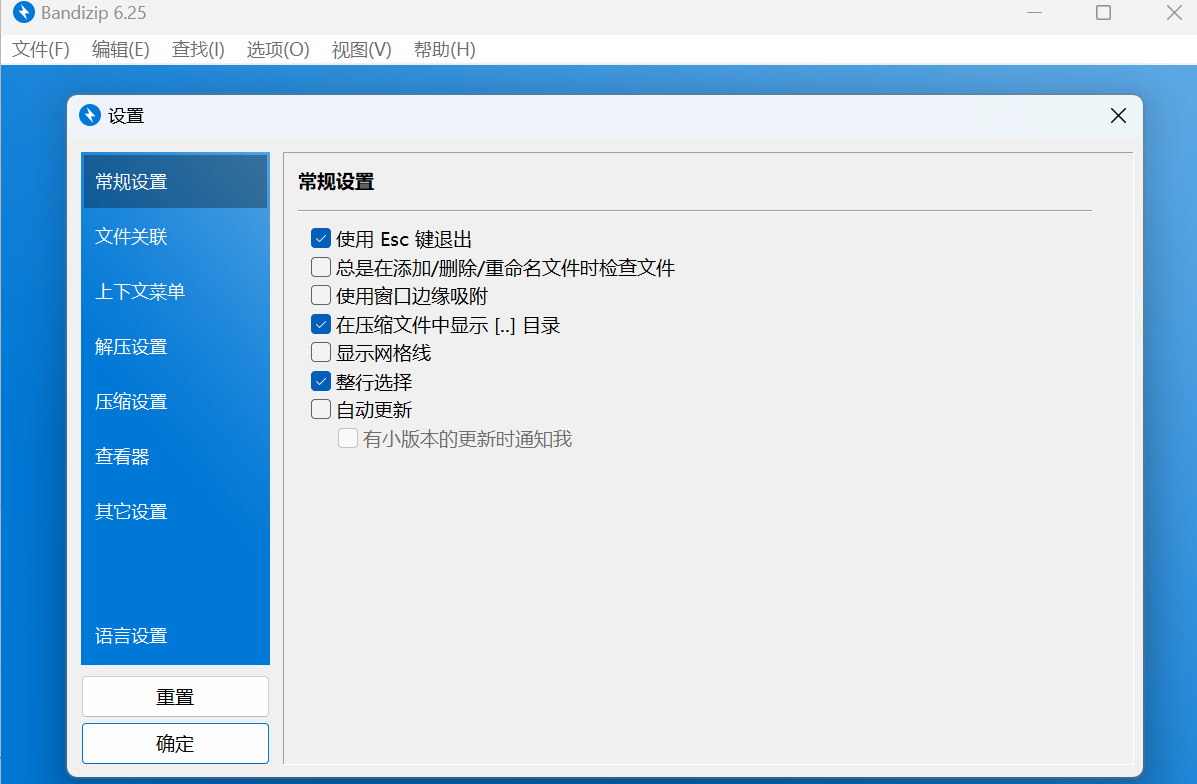 Bandizip 6.25
文件(F) 编辑(E) 查找(I) 选项(O) 视图(V) 帮助(H)
设置
常规设置
文件关联
上下文菜单
解压设置
压缩设置
查看器
其它设置
语言设置
重置
确定
常规设置
使用 Esc 键退出
总是在添加/删除/重命名文件时检查文件
使用窗口边缘吸附
在压缩文件中显示 [..] 目录
显示网格线
整行选择
自动更新
有小版本的更新时通知我